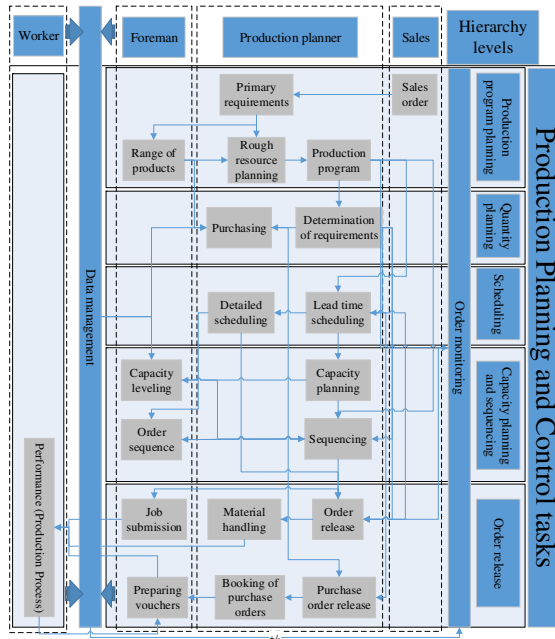 Worker
Foreman
Production planner
Sales
Hierarchy
levels
Primary
requirements
Sales
order
Range of
products
Rough
resource
planning
Production
program
Production
program planning
Purchasing
Determination
of requirements
Quantity
planning
Detailed
scheduling
Lead time
scheduling
Scheduling
Capacity
leveling
Capacity
planning
Order
sequence
Sequencing
Capacity planning
and sequencing
Job
submission
Material
handling
Order
release
Preparing
vouchers
Booking of
purchase
orders
Purchase
order release
Order release
Performance (Production Process)
Data management
Order monitoring
Production Planning and Control tasks